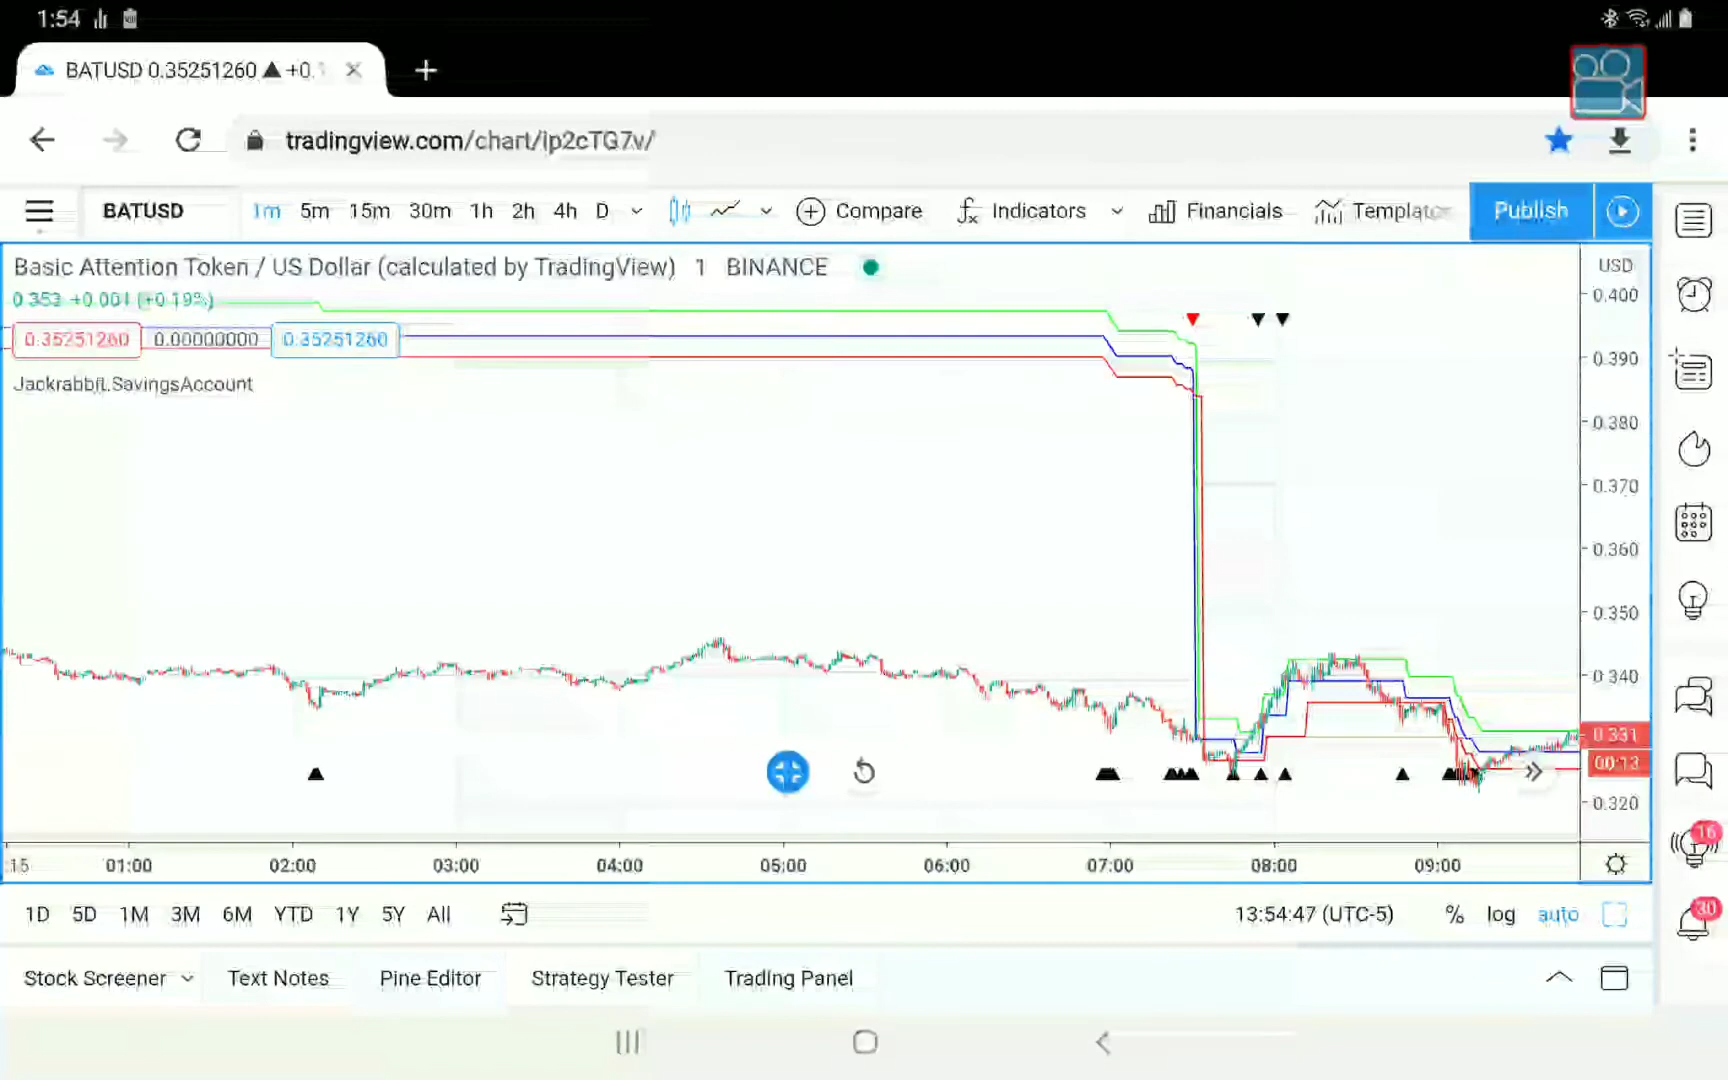 1:54
BATUSD 0.35251260 ▲ +0.1
tradingview.com/chart/ip2cTG7v/
BATUSD 1m 5m 15m 30m 1h 2h 4h D Compare Indicators Financials Templates Publish
Basic Attention Token / US Dollar (calculated by TradingView) 1 BINANCE
USD
0.353 +0.001 (+0.19%)
0.400
0.35251260 0.00000000 0.35251260
0.390
Jackrabbit.SavingsAccount
0.380
0.370
0.360
0.350
0.340
0.331
00:13
0.320
:15 01:00 02:00 03:00 04:00 05:00 06:00 07:00 08:00 09:00
16
1D 5D 1M 3M 6M YTD 1Y 5Y All 13:54:47 (UTC-5) % log auto
30
Stock Screener Text Notes Pine Editor Strategy Tester Trading Panel